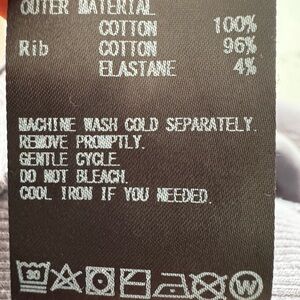 OUTER MATERIAL
COTTON 100%
Rib COTTON 96%
ELASTANE 4%
MACHINE WASH COLD SEPARATELY.
REMOVE PROMPTLY.
GENTLE CYCLE.
DO NOT BLEACH.
COOL IRON IF YOU NEEDED.
30 W